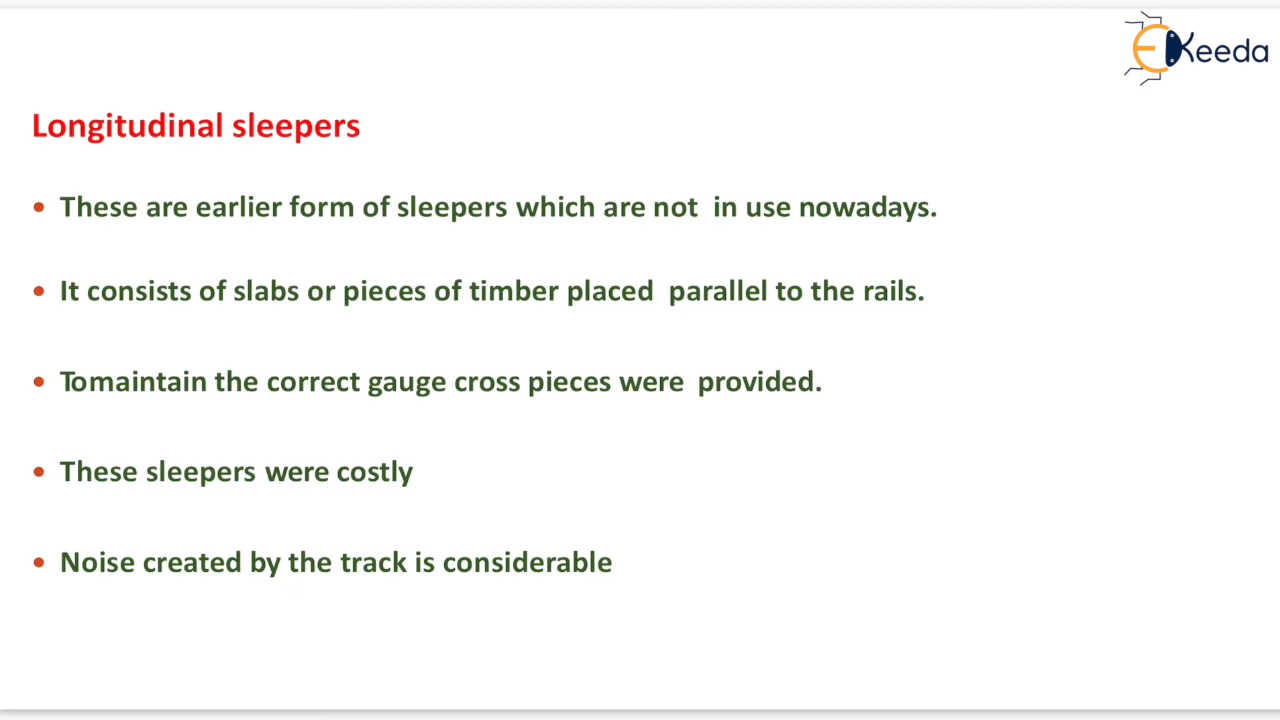 EKeeda
Longitudinal sleepers
• These are earlier form of sleepers which are not in use nowadays.
• It consists of slabs or pieces of timber placed parallel to the rails.
• Tomaintain the correct gauge cross pieces were provided.
• These sleepers were costly
• Noise created by the track is considerable